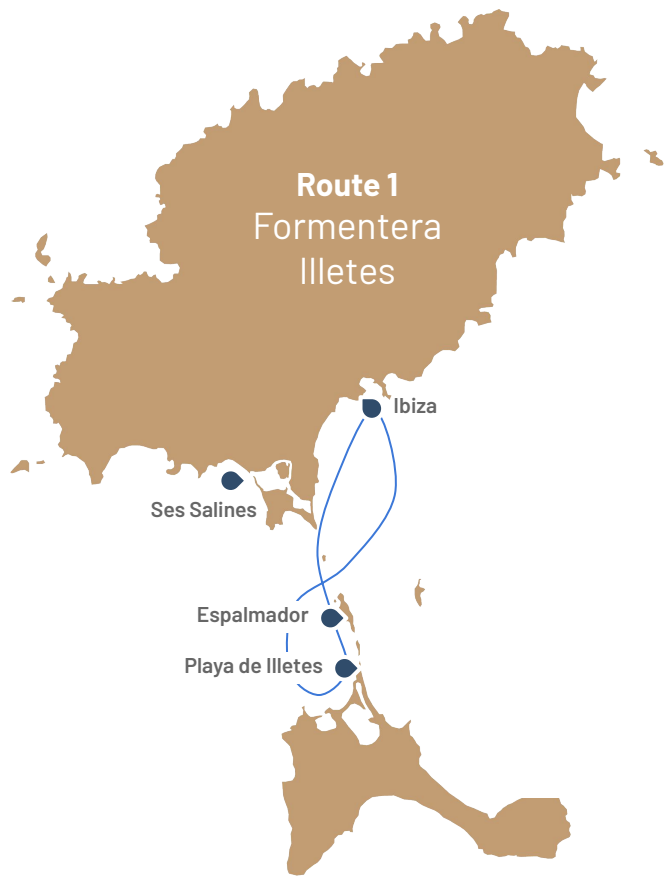 Route 1
Formentera
Illetes
Ibiza
Ses Salines
Espalmador
Playa de Illetes